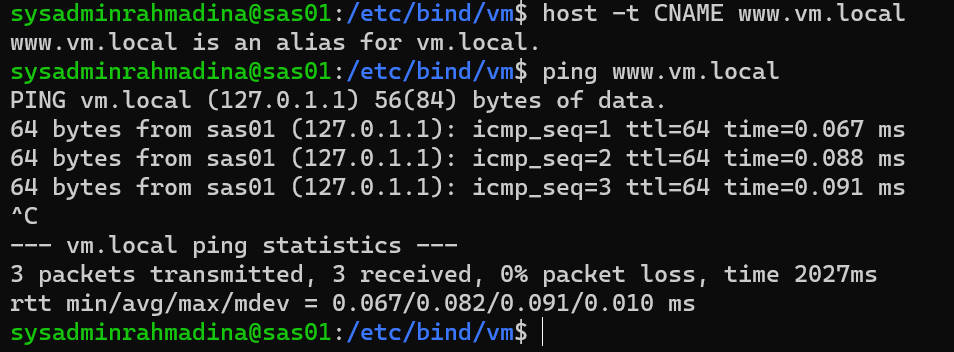 sysadminrahmadina@sas01:/etc/bind/vm$ host -t CNAME www.vm.local
www.vm.local is an alias for vm.local.
sysadminrahmadina@sas01:/etc/bind/vm$ ping www.vm.local
PING vm.local (127.0.1.1) 56(84) bytes of data.
64 bytes from sas01 (127.0.1.1): icmp_seq=1 ttl=64 time=0.067 ms
64 bytes from sas01 (127.0.1.1): icmp_seq=2 ttl=64 time=0.088 ms
64 bytes from sas01 (127.0.1.1): icmp_seq=3 ttl=64 time=0.091 ms
^C
--- vm.local ping statistics ---
3 packets transmitted, 3 received, 0% packet loss, time 2027ms
rtt min/avg/max/mdev = 0.067/0.082/0.091/0.010 ms
sysadminrahmadina@sas01:/etc/bind/vm$